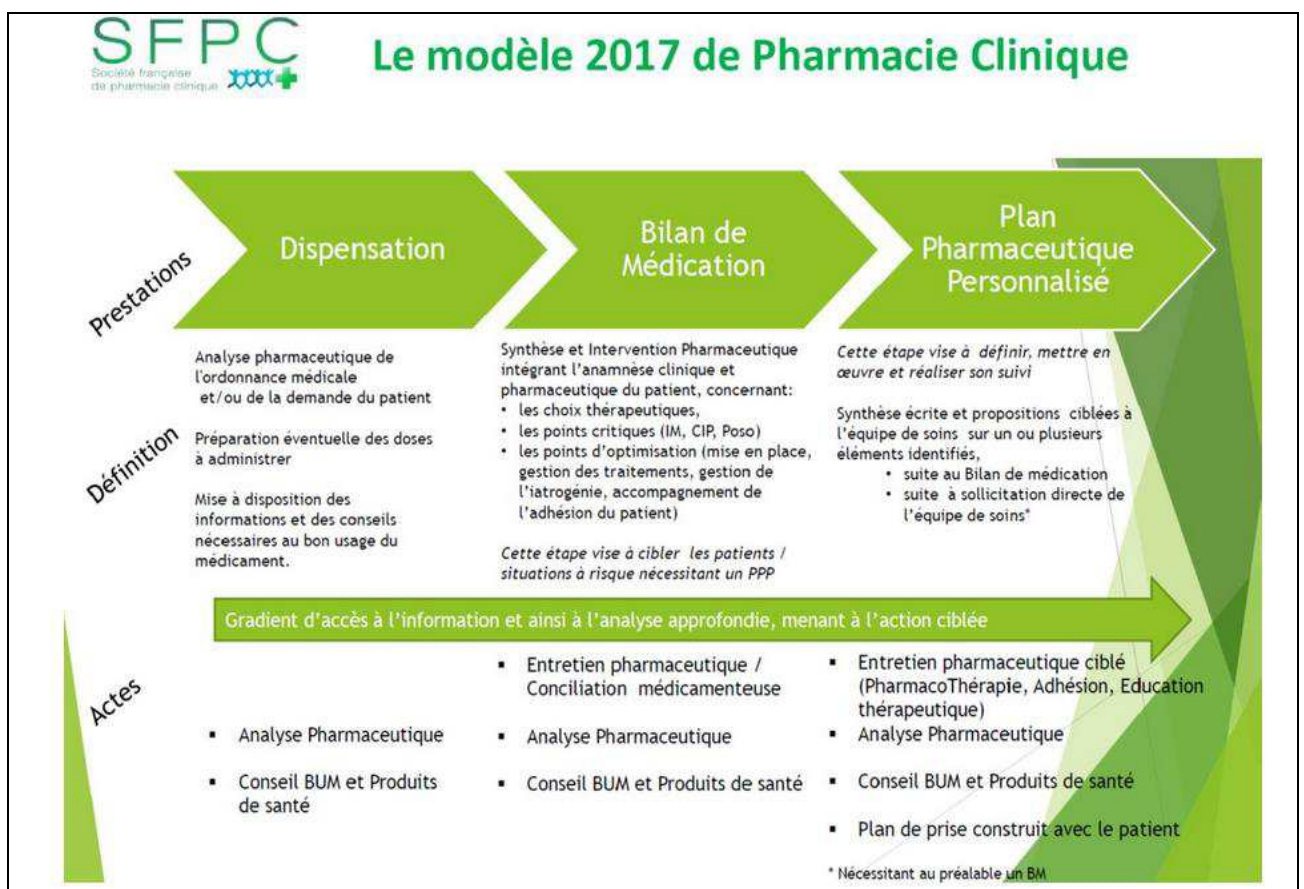 SFPC
Société française
de pharmacie clinique
Le modèle 2017 de Pharmacie Clinique
Prestations
Dispensation
Bilan de
Médication
Plan
Pharmaceutique
Personnalisé
Définition
Analyse pharmaceutique de
l'ordonnance médicale
et/ou de la demande du patient
Préparation éventuelle des doses
à administrer
Mise à disposition des
informations et des conseils
nécessaires au bon usage du
médicament.
Synthèse et Intervention Pharmaceutique
intégrant l'anamnèse clinique et
pharmaceutique du patient, concernant:
• les choix thérapeutiques,
• les points critiques (IM, CIP, Poso)
• les points d'optimisation (mise en place,
gestion des traitements, gestion de
l'iatrogénie, accompagnement de
l'adhésion du patient)
Cette étape vise à cibler les patients /
situations à risque nécessitant un PPP
Cette étape vise à définir, mettre en
œuvre et réaliser son suivi
Synthèse écrite et propositions ciblées à
l'équipe de soins sur un ou plusieurs
éléments identifiés,
• suite au Bilan de médication
• suite à sollicitation directe de
l'équipe de soins*
Gradient d'accès à l'information et ainsi à l'analyse approfondie, menant à l'action ciblée
Actes
▪ Analyse Pharmaceutique
▪ Conseil BUM et Produits
de santé
▪ Entretien pharmaceutique /
Conciliation médicamenteuse
▪ Analyse Pharmaceutique
▪ Conseil BUM et Produits de santé
▪ Entretien pharmaceutique ciblé
(PharmacoThérapie, Adhésion, Education
thérapeutique)
▪ Analyse Pharmaceutique
▪ Conseil BUM et Produits de santé
▪ Plan de prise construit avec le patient
* Nécessitant au préalable un BM